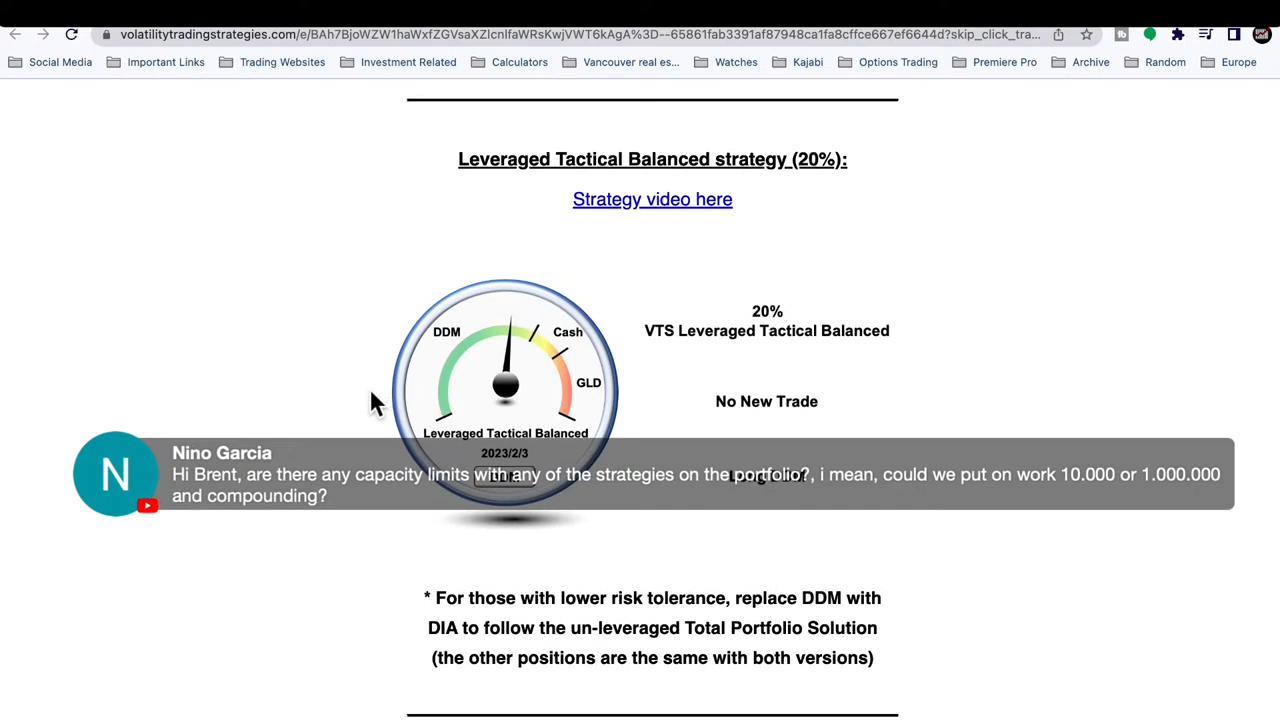 volatilitytradingstrategies.com/e/BAh7BjoWZW1haWxfZGVsaXZlcnlfaWRsKwjVWT6kAgA%3D--65861fab3391af87948ca1fa8cffce667ef6644d?skip_click_tra...
Social Media Important Links Trading Websites Investment Related Calculators Vancouver real es... Watches Kajabi Options Trading Premiere Pro Archive Random Europe
Leveraged Tactical Balanced strategy (20%):
Strategy video here
DDM Cash
GLD
Leveraged Tactical Balanced
2023/2/3
20%
VTS Leveraged Tactical Balanced
No New Trade
N
Nino Garcia
Hi Brent, are there any capacity limits with any of the strategies on the portfolio?, i mean, could we put on work 10.000 or 1.000.000
and compounding?
* For those with lower risk tolerance, replace DDM with
DIA to follow the un-leveraged Total Portfolio Solution
(the other positions are the same with both versions)